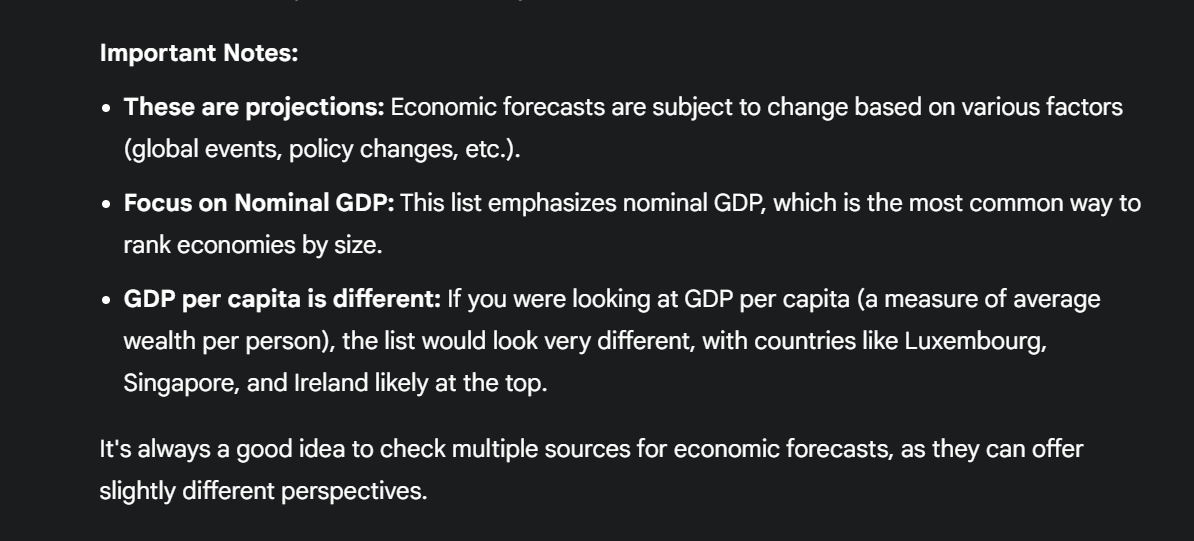 Important Notes:
• These are projections: Economic forecasts are subject to change based on various factors
(global events, policy changes, etc.).
• Focus on Nominal GDP: This list emphasizes nominal GDP, which is the most common way to
rank economies by size.
• GDP per capita is different: If you were looking at GDP per capita (a measure of average
wealth per person), the list would look very different, with countries like Luxembourg,
Singapore, and Ireland likely at the top.
It's always a good idea to check multiple sources for economic forecasts, as they can offer
slightly different perspectives.